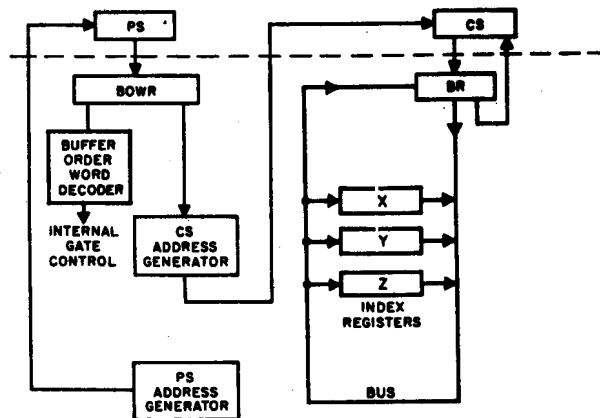 PS
CS
BOWR
BR
BUFFER
ORDER
WORD
DECODER
INTERNAL
GATE
CONTROL
CS
ADDRESS
GENERATOR
X
Y
Z
INDEX
REGISTERS
PS
ADDRESS
GENERATOR
BUS